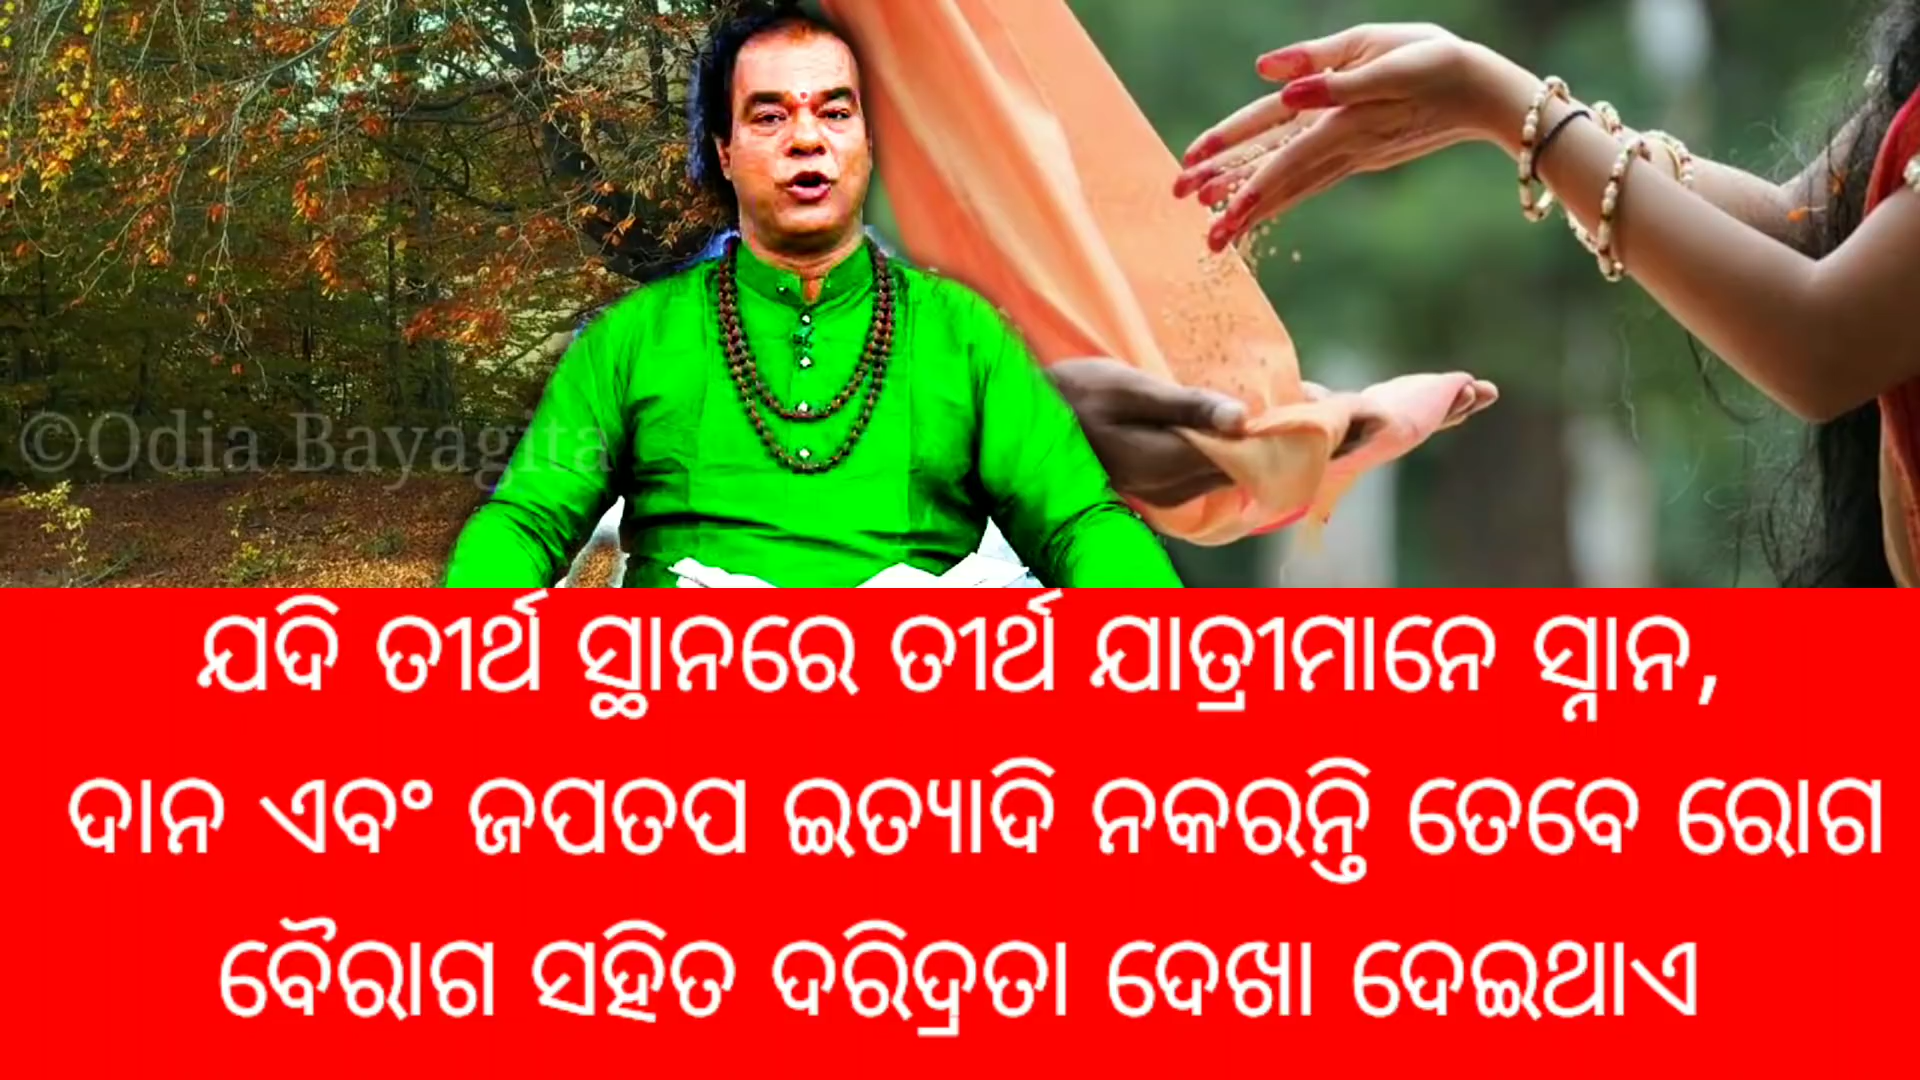 ©Odia Bayagita
ଯଦି ତୀର୍ଥ ସ୍ଥାନରେ ତୀର୍ଥ ଯାତ୍ରୀମାନେ ସ୍ନାନ,
ଦାନ ଏବଂ ଜପତପ ଇତ୍ୟାଦି ନକରନ୍ତି ତେବେ ରୋଗ
ବୈରାଗ ସହିତ ଦରିଦ୍ରତା ଦେଖା ଦେଇଥାଏ